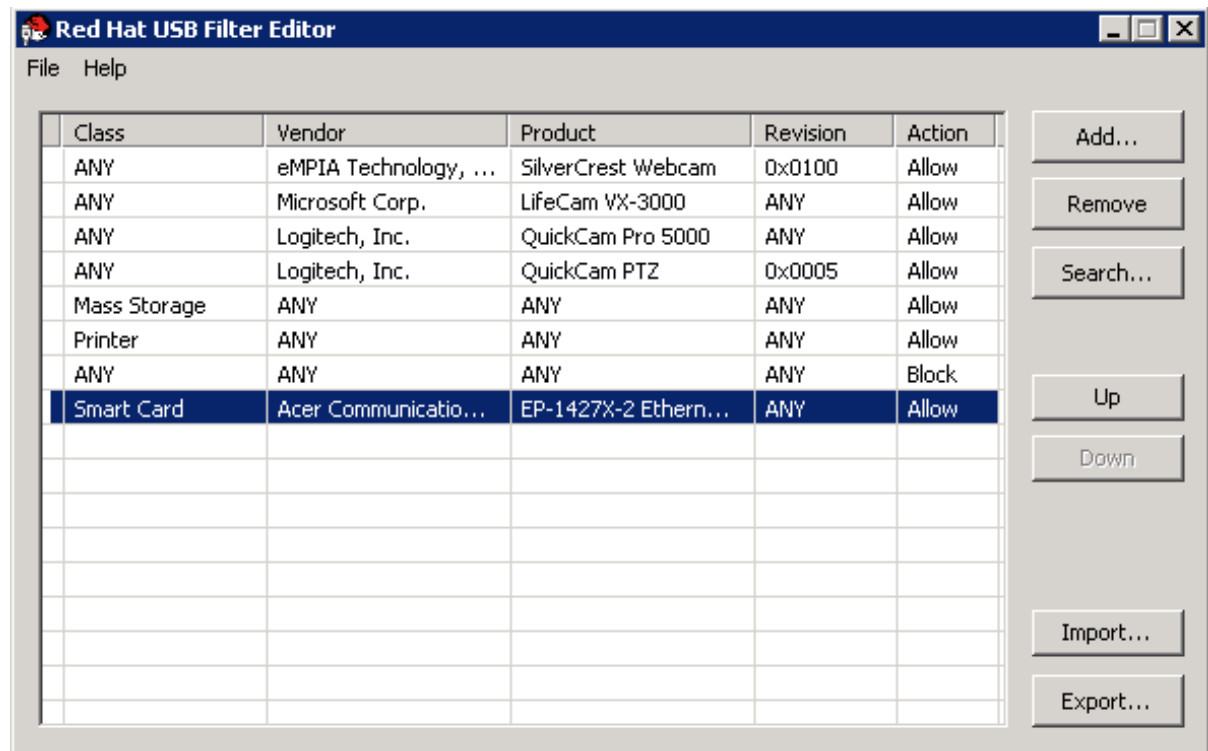 Red Hat USB Filter Editor
File Help
Class Vendor Product Revision Action
ANY eMPIA Technology, ... SilverCrest Webcam 0x0100 Allow
ANY Microsoft Corp. LifeCam VX-3000 ANY Allow
ANY Logitech, Inc. QuickCam Pro 5000 ANY Allow
ANY Logitech, Inc. QuickCam PTZ 0x0005 Allow
Mass Storage ANY ANY ANY Allow
Printer ANY ANY ANY Allow
ANY ANY ANY ANY Block
Smart Card Acer Communicatio... EP-1427X-2 Ethern... ANY Allow
Add...
Remove
Search...
Up
Down
Import...
Export...